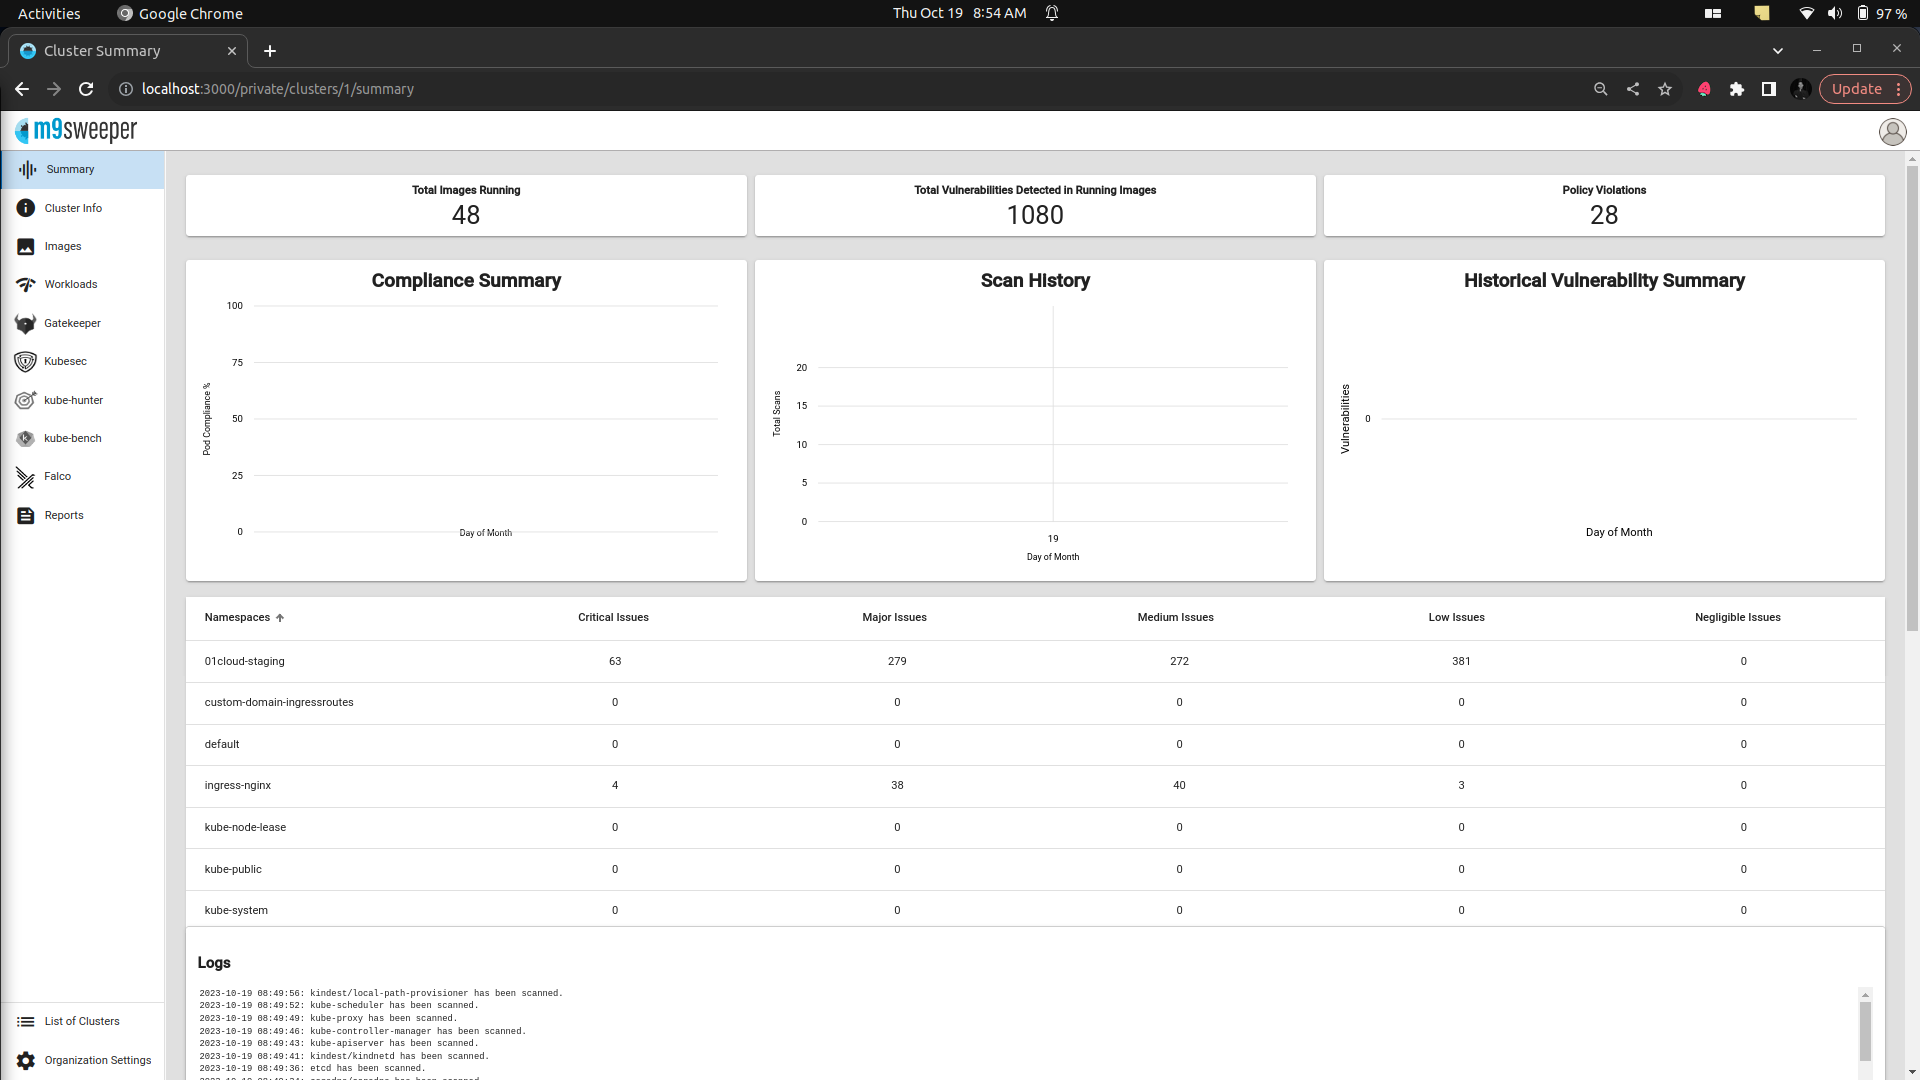 Activities Google Chrome Thu Oct 19 8:54 AM 97 %
Cluster Summary
localhost:3000/private/clusters/1/summary Update
m9sweeper
Summary
Cluster Info
Images
Workloads
Gatekeeper
Kubesec
kube-hunter
kube-bench
Falco
Reports
List of Clusters
Organization Settings
Total Images Running
48
Total Vulnerabilities Detected in Running Images
1080
Policy Violations
28
Compliance Summary
100
75
50
25
0
Pod Compliance %
Day of Month
Scan History
20
15
10
5
0
Total Scans
19
Day of Month
Historical Vulnerability Summary
Vulnerabilities
0
Day of Month
Namespaces Critical Issues Major Issues Medium Issues Low Issues Negligible Issues
01cloud-staging 63 279 272 381 0
custom-domain-ingressroutes 0 0 0 0 0
default 0 0 0 0 0
ingress-nginx 4 38 40 3 0
kube-node-lease 0 0 0 0 0
kube-public 0 0 0 0 0
kube-system 0 0 0 0 0
Logs
2023-10-19 08:49:56: kindest/local-path-provisioner has been scanned.
2023-10-19 08:49:52: kube-scheduler has been scanned.
2023-10-19 08:49:49: kube-proxy has been scanned.
2023-10-19 08:49:46: kube-controller-manager has been scanned.
2023-10-19 08:49:43: kube-apiserver has been scanned.
2023-10-19 08:49:41: kindest/kindnetd has been scanned.
2023-10-19 08:49:36: etcd has been scanned.